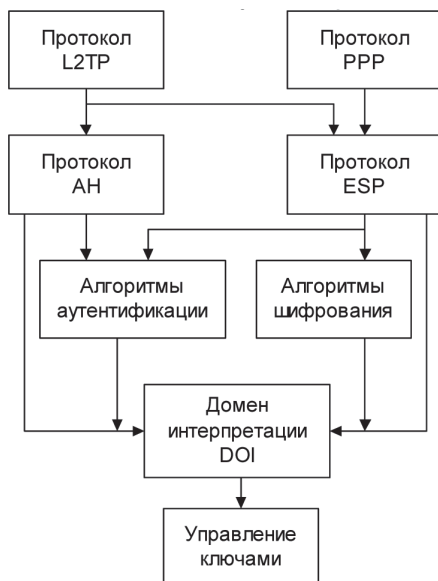 Протокол
L2TP
Протокол
PPP
Протокол
AH
Протокол
ESP
Алгоритмы
аутентификации
Алгоритмы
шифрования
Домен
интерпретации
DOI
Управление
ключами